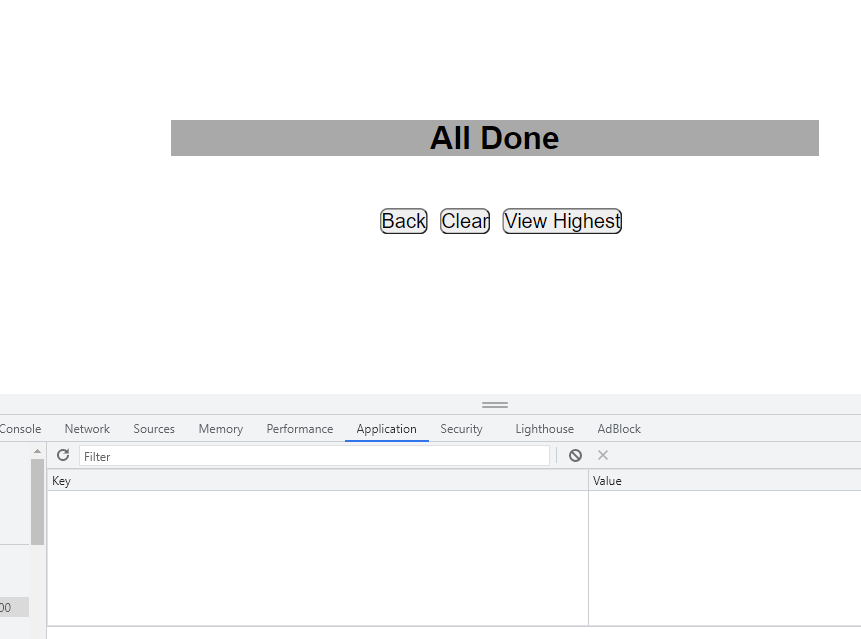 All Done
Back Clear View Highest
Console Network Sources Memory Performance Application Security Lighthouse AdBlock
Filter
Key Value
00